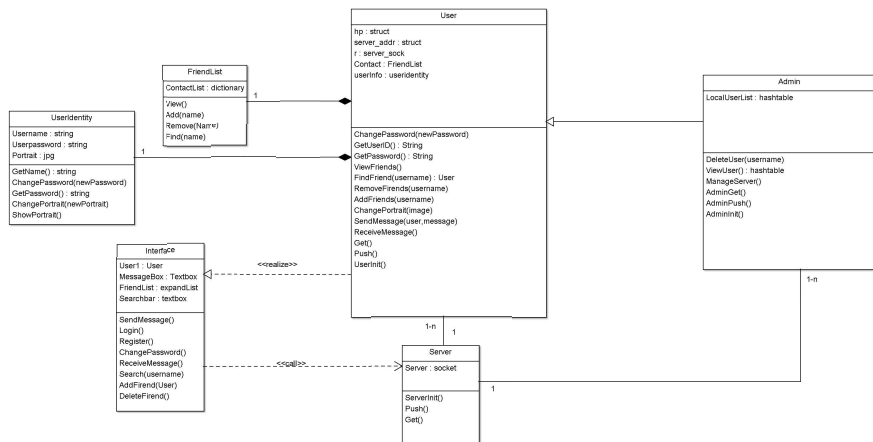 User
hp : struct
server_addr : struct
r : server_sock
Contact : FriendList
userInfo : useridentity
ChangePassword(newPassword)
GetUserID() : String
GetPassword() : String
ViewFriends()
FindFriend(username) : User
RemoveFirends(username)
AddFriends(username)
ChangePortrait(image)
SendMessage(user,message)
ReceiveMessage()
Get()
Push()
UserInit()
FriendList
ContactList : dictionary
View()
Add(name)
Remove(Name)
Find(name)
1
UserIdentity
Username : string
Userpassword : string
Portrait : jpg
GetName() : string
ChangePassword(newPassword)
GetPassword() : string
ChangePortrait(newPortrait)
ShowPortrait()
1
Admin
LocalUserList : hashtable
DeleteUser(username)
ViewUser() : hashtable
ManageServer()
AdminGet()
AdminPush()
AdminInit()
Interface
User1 : User
MessageBox : Textbox
FriendList : expandList
Searchbar : textbox
SendMessage()
Login()
Register()
ChangePassword()
ReceiveMessage()
Search(username)
AddFirend(User)
DeleteFirend()
<<realize>>
<<call>>
1-n
1
Server
Server : socket
ServerInit()
Push()
Get()
1-n
1